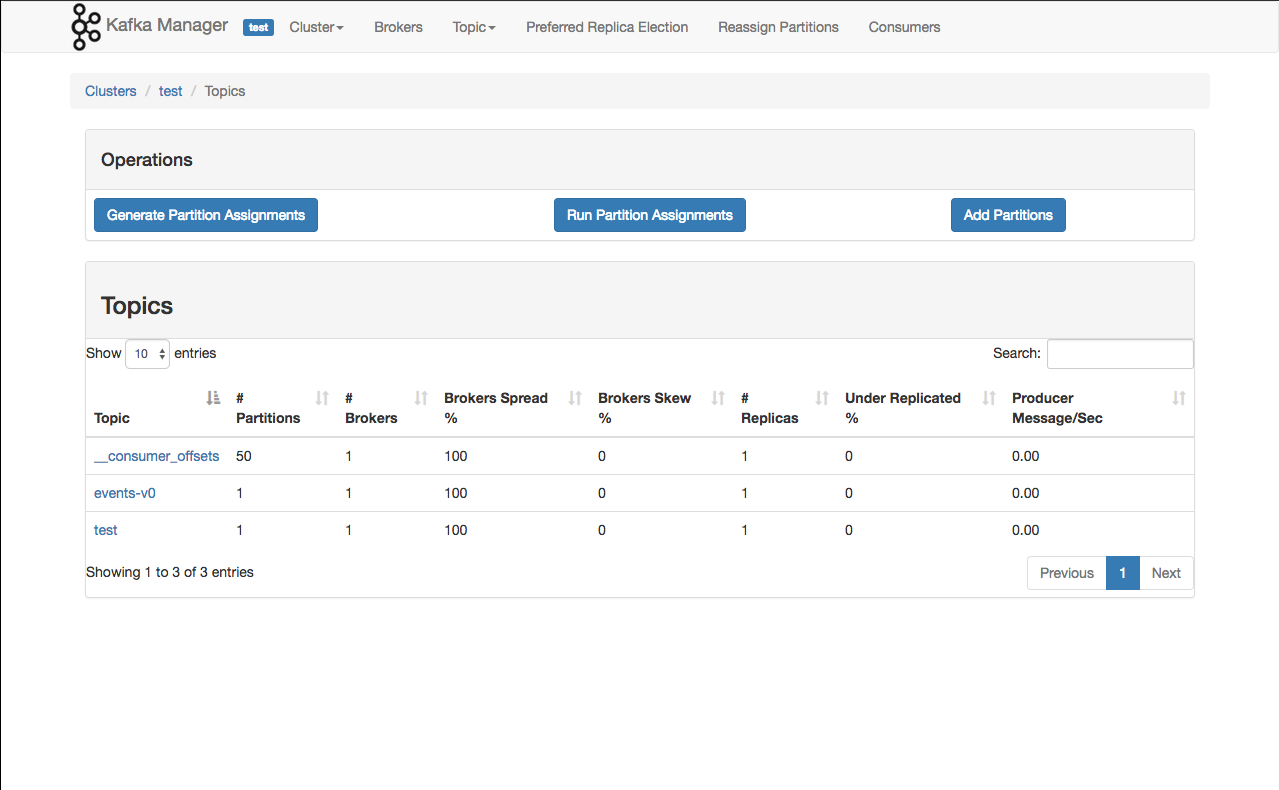 Kafka Manager test Cluster Brokers Topic Preferred Replica Election Reassign Partitions Consumers
Clusters / test / Topics
Operations
Generate Partition Assignments Run Partition Assignments Add Partitions
Topics
Show 10 entries Search:
# # Brokers Spread Brokers Skew # Under Replicated Producer
Topic Partitions Brokers % % Replicas % Message/Sec
__consumer_offsets 50 1 100 0 1 0 0.00
events-v0 1 1 100 0 1 0 0.00
test 1 1 100 0 1 0 0.00
Showing 1 to 3 of 3 entries Previous 1 Next